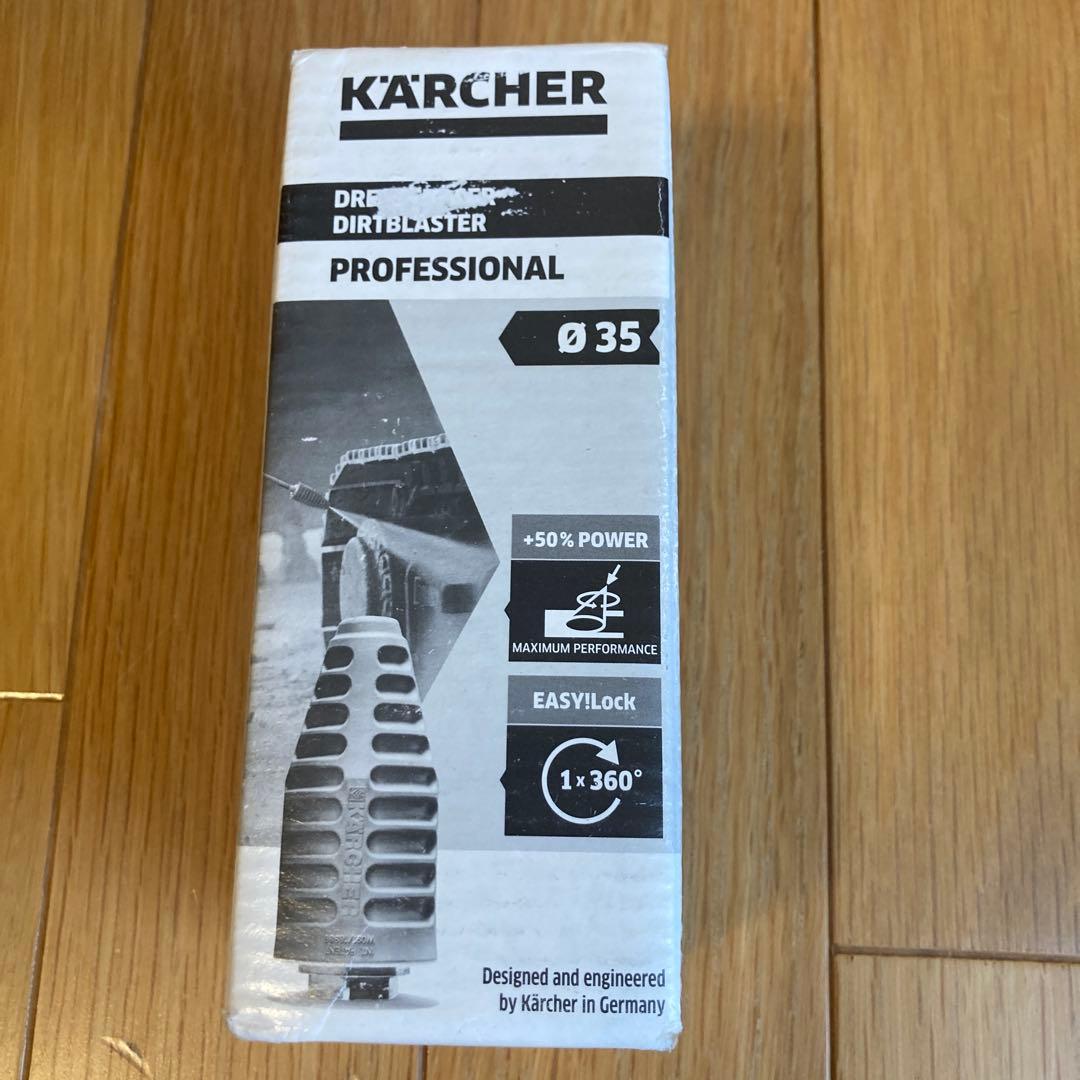 KÄRCHER
DIRTBLASTER
PROFESSIONAL
Ø 35
+50% POWER
MAXIMUM PERFORMANCE
EASY!Lock
1 x 360°
KÄRCHER
Designed and engineered
by Kärcher in Germany